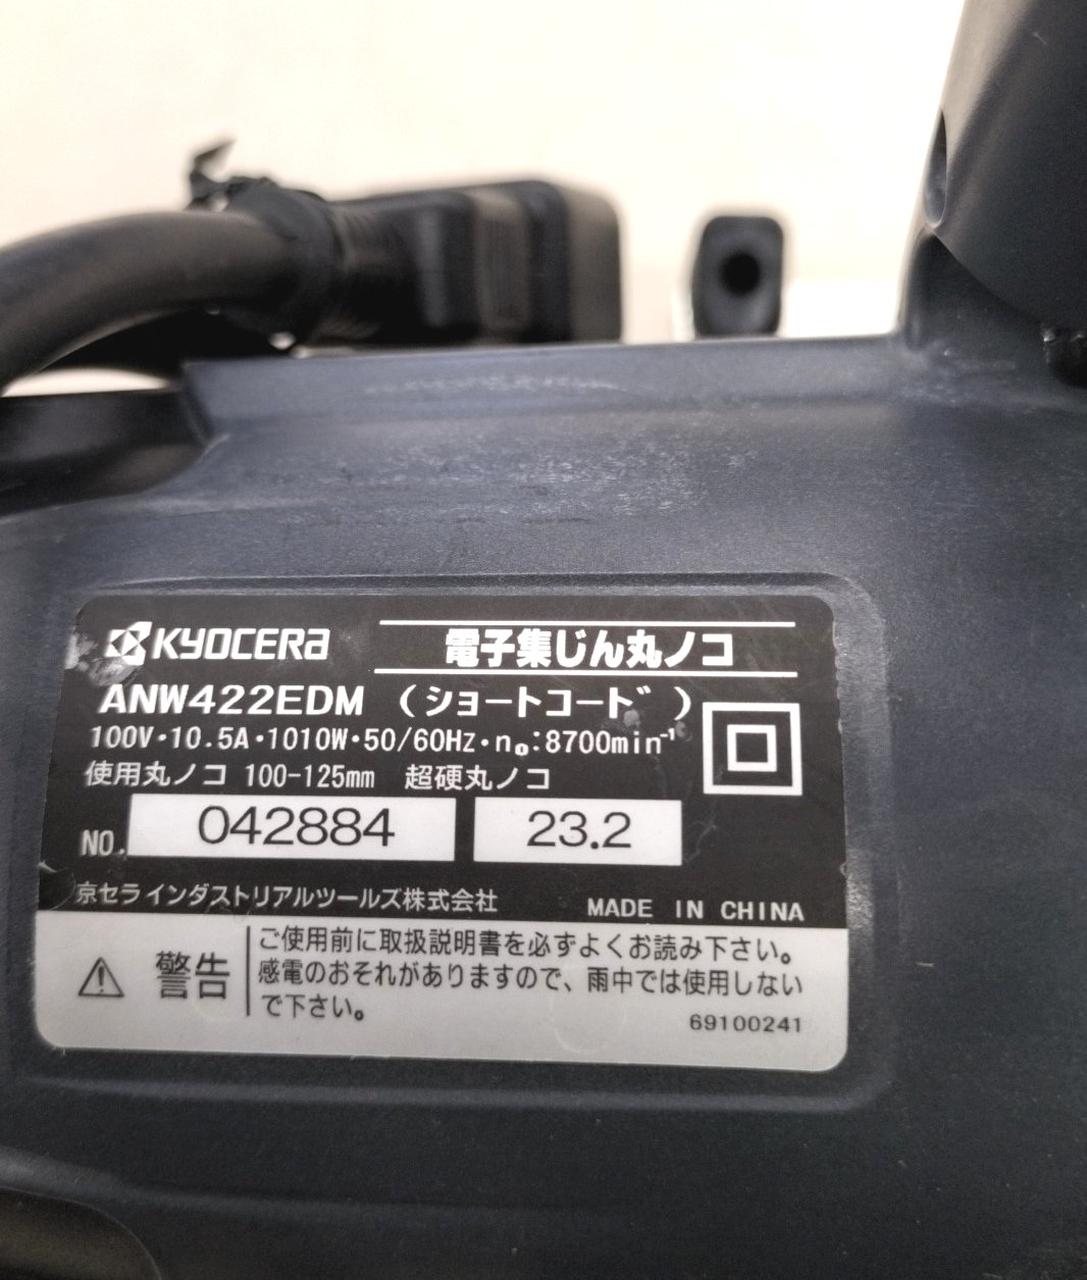 KYOCERA 電子集じん丸ノコ
ANW422EDM (ショートコード)
100V・10.5A・1010W・50/60Hz・n₀:8700min⁻¹
使用丸ノコ 100-125mm 超硬丸ノコ
NO. 042884 23.2
京セラインダストリアルツールズ株式会社 MADE IN CHINA
⚠ 警告
ご使用前に取扱説明書を必ずよくお読み下さい。
感電のおそれがありますので、雨中では使用しない
で下さい。
69100241